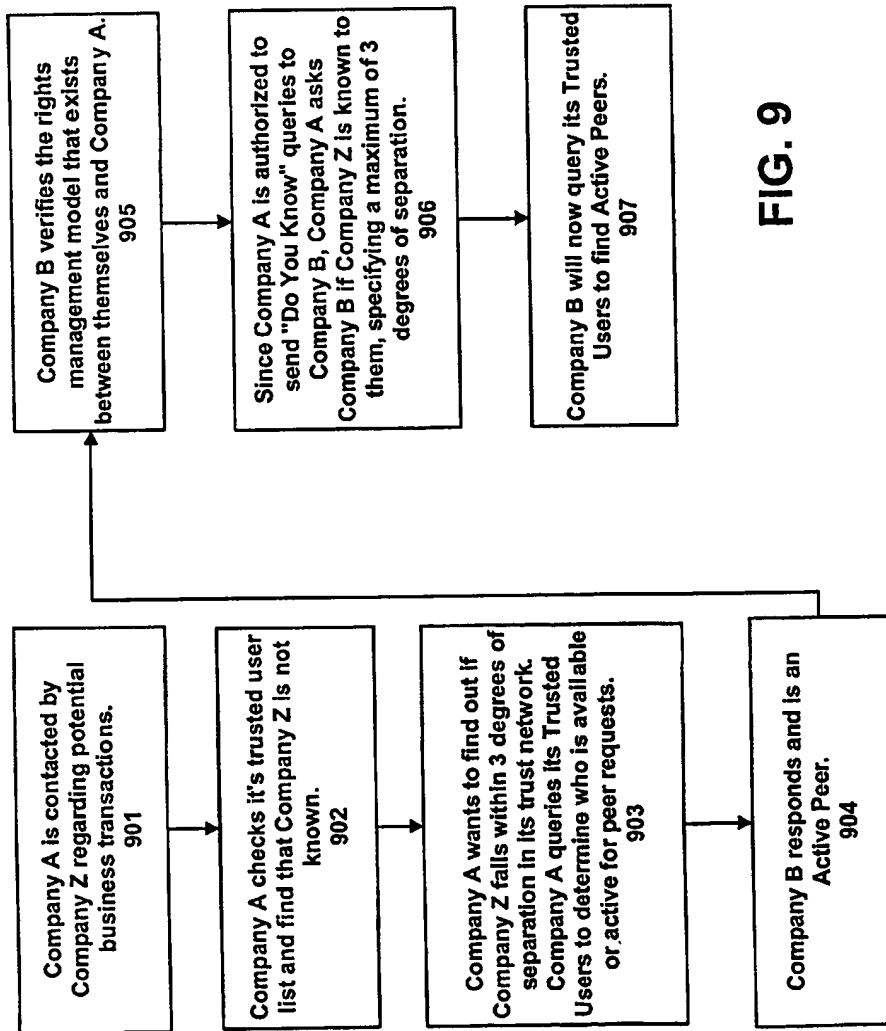 Company A is contacted by
Company Z regarding potential
business transactions.
901
Company A checks it's trusted user
list and find that Company Z is not
known.
902
Company A wants to find out if
Company Z falls within 3 degrees of
separation in its trust network.
Company A queries its Trusted
Users to determine who is available
or active for peer requests.
903
Company B responds and is an
Active Peer.
904
Company B verifies the rights
management model that exists
between themselves and Company A.
905
Since Company A is authorized to
send "Do You Know" queries to
Company B, Company A asks
Company B if Company Z is known to
them, specifying a maximum of 3
degrees of separation.
906
Company B will now query its Trusted
Users to find Active Peers.
907
FIG. 9